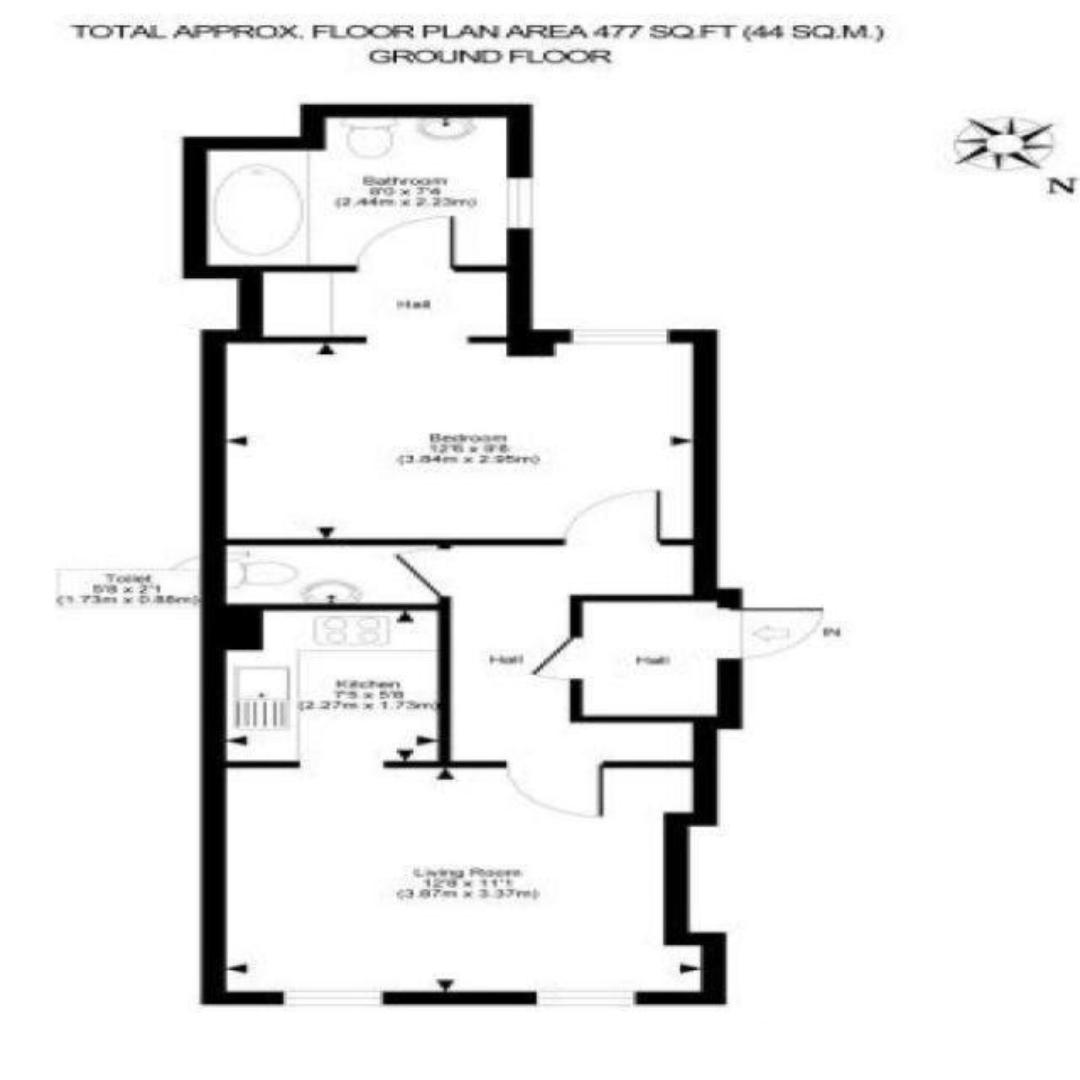 TOTAL APPROX. FLOOR PLAN AREA 477 SQ.FT (44 SQ.M.)
GROUND FLOOR
N
Bathroom
8'0 x 7'4
(2.44m x 2.23m)
Hall
Bedroom
12'6 x 9'8
(3.84m x 2.95m)
Toilet
5'8 x 2'1
(1.73m x 0.88m)
IN
Hall
Hall
Kitchen
7'5 x 5'8
(2.27m x 1.73m)
Living Room
12'8 x 11'1
(3.87m x 3.37m)